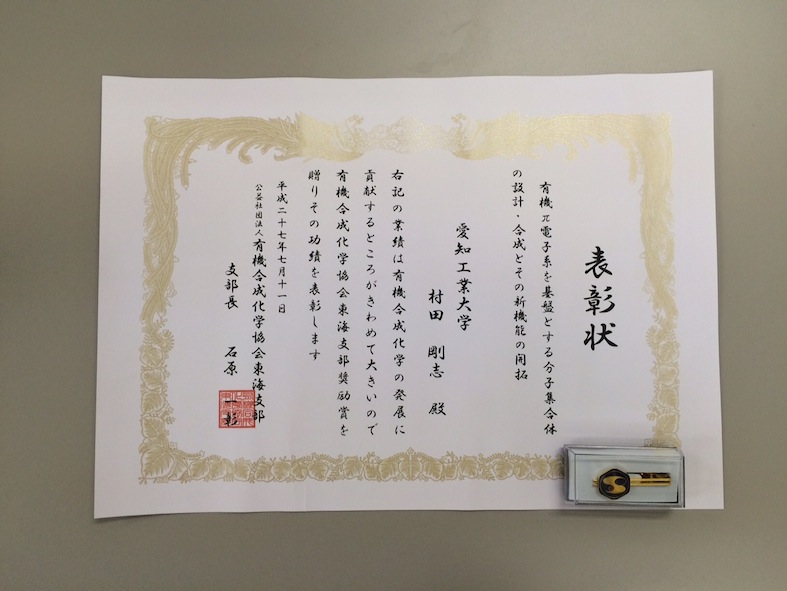 表彰状
有機π電子系を基盤とする分子集合体
の設計・合成とその新機能の開拓
愛知工業大学
村田 剛志 殿
右記の業績は有機合成化学の発展に
貢献するところがきわめて大きいので
有機合成化学協会東海支部奨励賞を
贈りその功績を表彰します
平成二十七年七月十一日
公益社団法人有機合成化学協会東海支部
支部長 石原 一彰